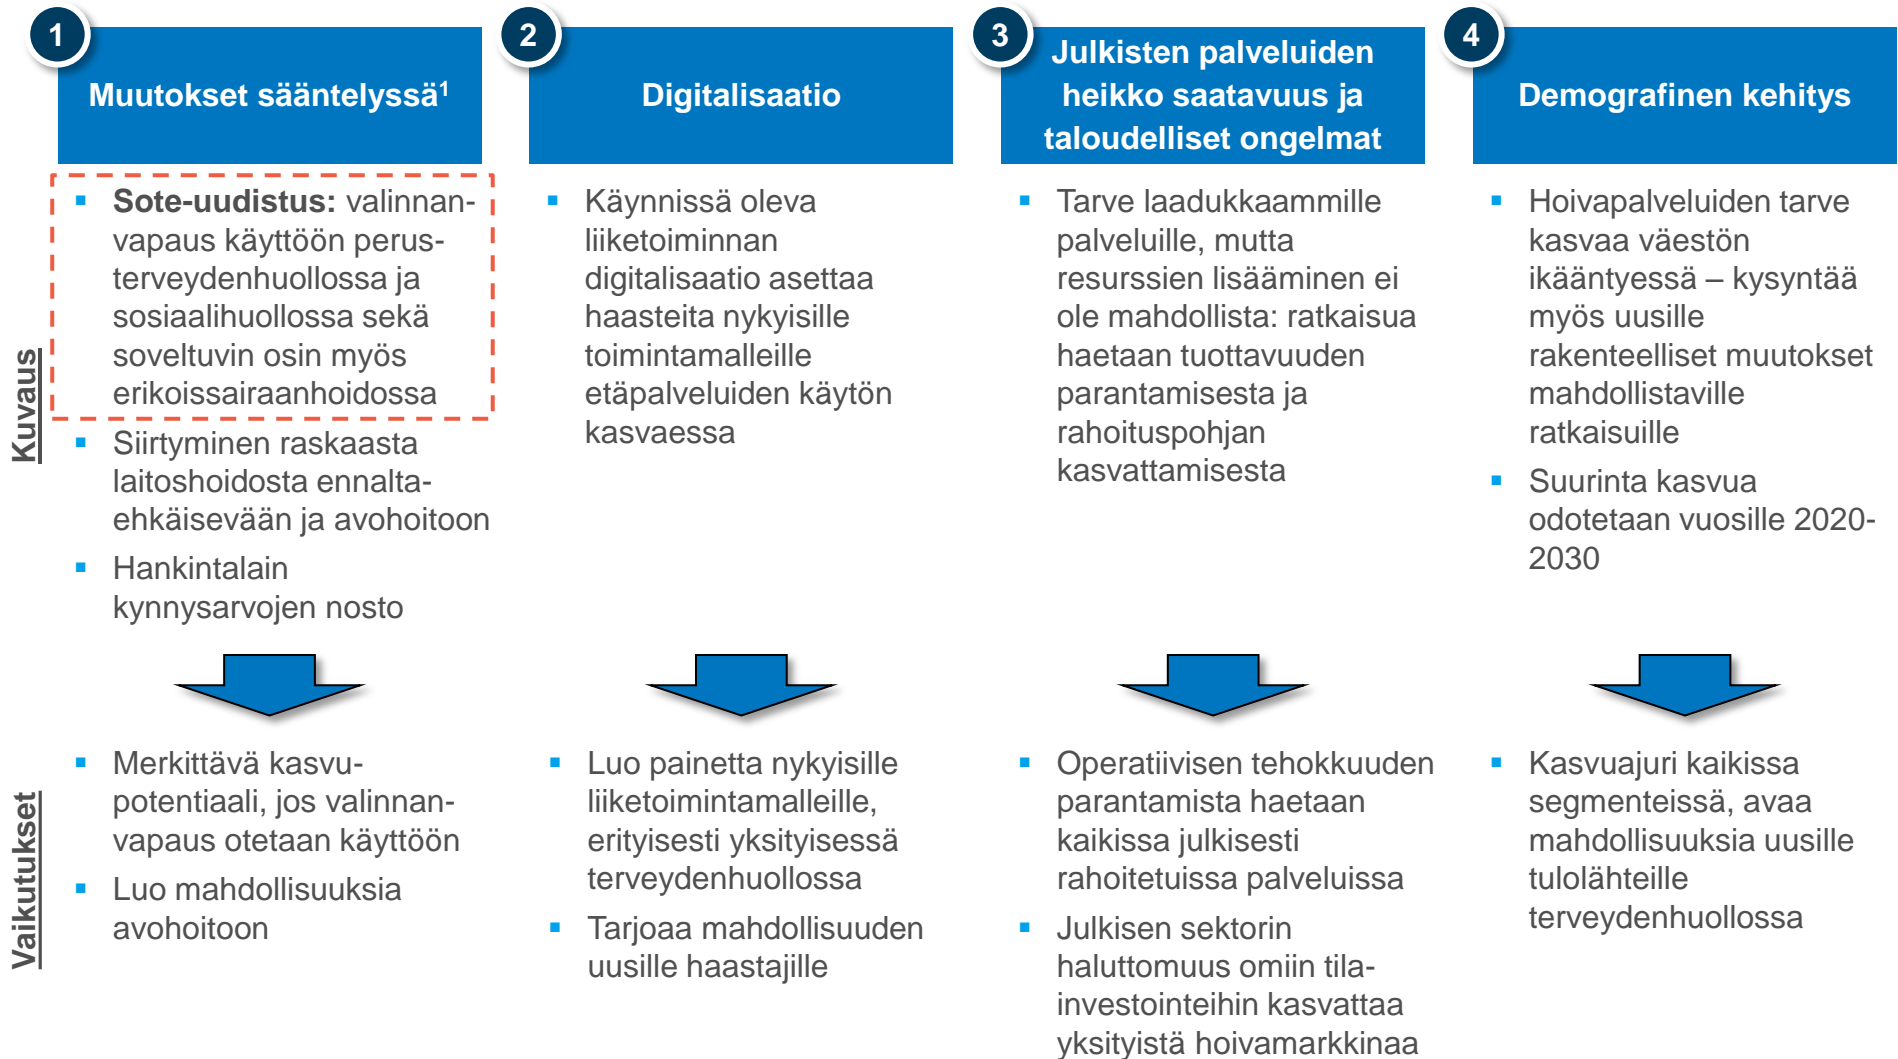 1
Muutokset sääntelyssä¹
2
Digitalisaatio
3
Julkisten palveluiden
heikko saatavuus ja
taloudelliset ongelmat
4
Demografinen kehitys
Kuvaus
▪ Sote-uudistus: valinnan-
vapaus käyttöön perus-
terveydenhuollossa ja
sosiaalihuollossa sekä
soveltuvin osin myös
erikoissairaanhoidossa
▪ Siirtyminen raskaasta
laitoshoidosta ennalta-
ehkäisevään ja avohoitoon
▪ Hankintalain
kynnysarvojen nosto
▪ Käynnissä oleva
liiketoiminnan
digitalisaatio asettaa
haasteita nykyisille
toimintamalleille
etäpalveluiden käytön
kasvaessa
▪ Tarve laadukkaammille
palveluille, mutta
resurssien lisääminen ei
ole mahdollista: ratkaisua
haetaan tuottavuuden
parantamisesta ja
rahoituspohjan
kasvattamisesta
▪ Hoivapalveluiden tarve
kasvaa väestön
ikääntyessä – kysyntää
myös uusille
rakenteelliset muutokset
mahdollistaville
ratkaisuille
▪ Suurinta kasvua
odotetaan vuosille 2020-
2030
Vaikutukset
▪ Merkittävä kasvu-
potentiaali, jos valinnan-
vapaus otetaan käyttöön
▪ Luo mahdollisuuksia
avohoitoon
▪ Luo painetta nykyisille
liiketoimintamalleille,
erityisesti yksityisessä
terveydenhuollossa
▪ Tarjoaa mahdollisuuden
uusille haastajille
▪ Operatiivisen tehokkuuden
parantamista haetaan
kaikissa julkisesti
rahoitetuissa palveluissa
▪ Julkisen sektorin
haluttomuus omiin tila-
investointeihin kasvattaa
yksityistä hoivamarkkinaa
▪ Kasvuajuri kaikissa
segmenteissä, avaa
mahdollisuuksia uusille
tulolähteille
terveydenhuollossa